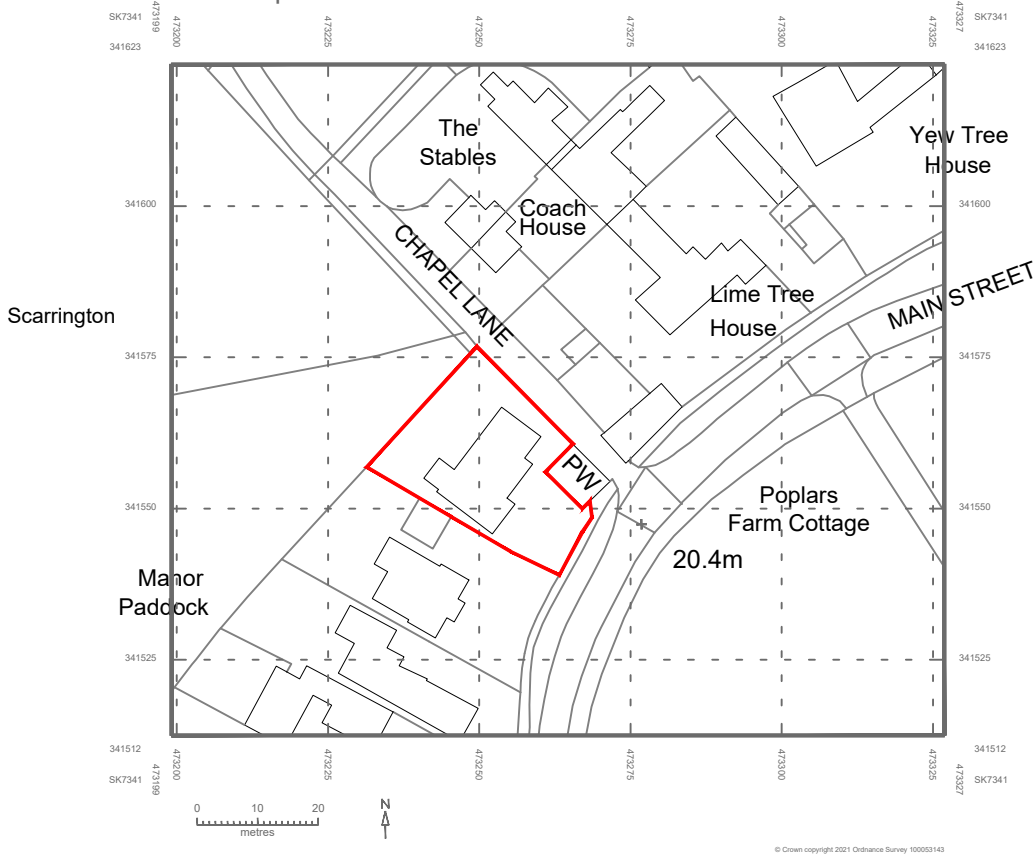 SK7341
341623
473199
473200
473225
473250
473275
473300
473325
473327
SK7341
341623
The
Stables
Yew Tree
House
341600
Coach
House
341600
CHAPEL LANE
Lime Tree
House
MAIN STREET
Scarrington
341575
341575
PW
Poplars
Farm Cottage
341550
341550
20.4m
Manor
Paddock
341525
341525
341512
SK7341
473199
473200
473225
473250
473275
473300
473325
473327
341512
SK7341
0 10 20
metres
N
© Crown copyright 2021 Ordnance Survey 100053143